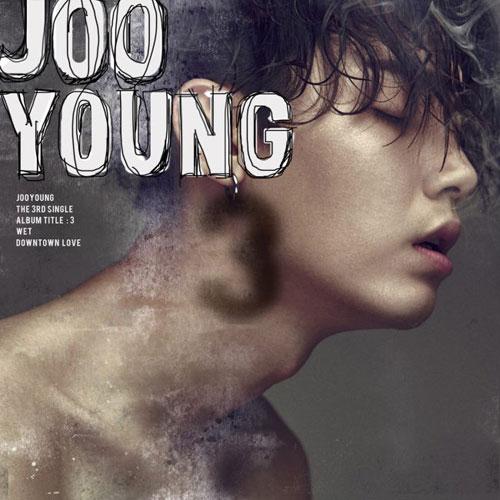 JOO
YOUNG
JOOYOUNG
THE 3RD SINGLE
ALBUM TITLE : 3
WET
DOWNTOWN LOVE
3